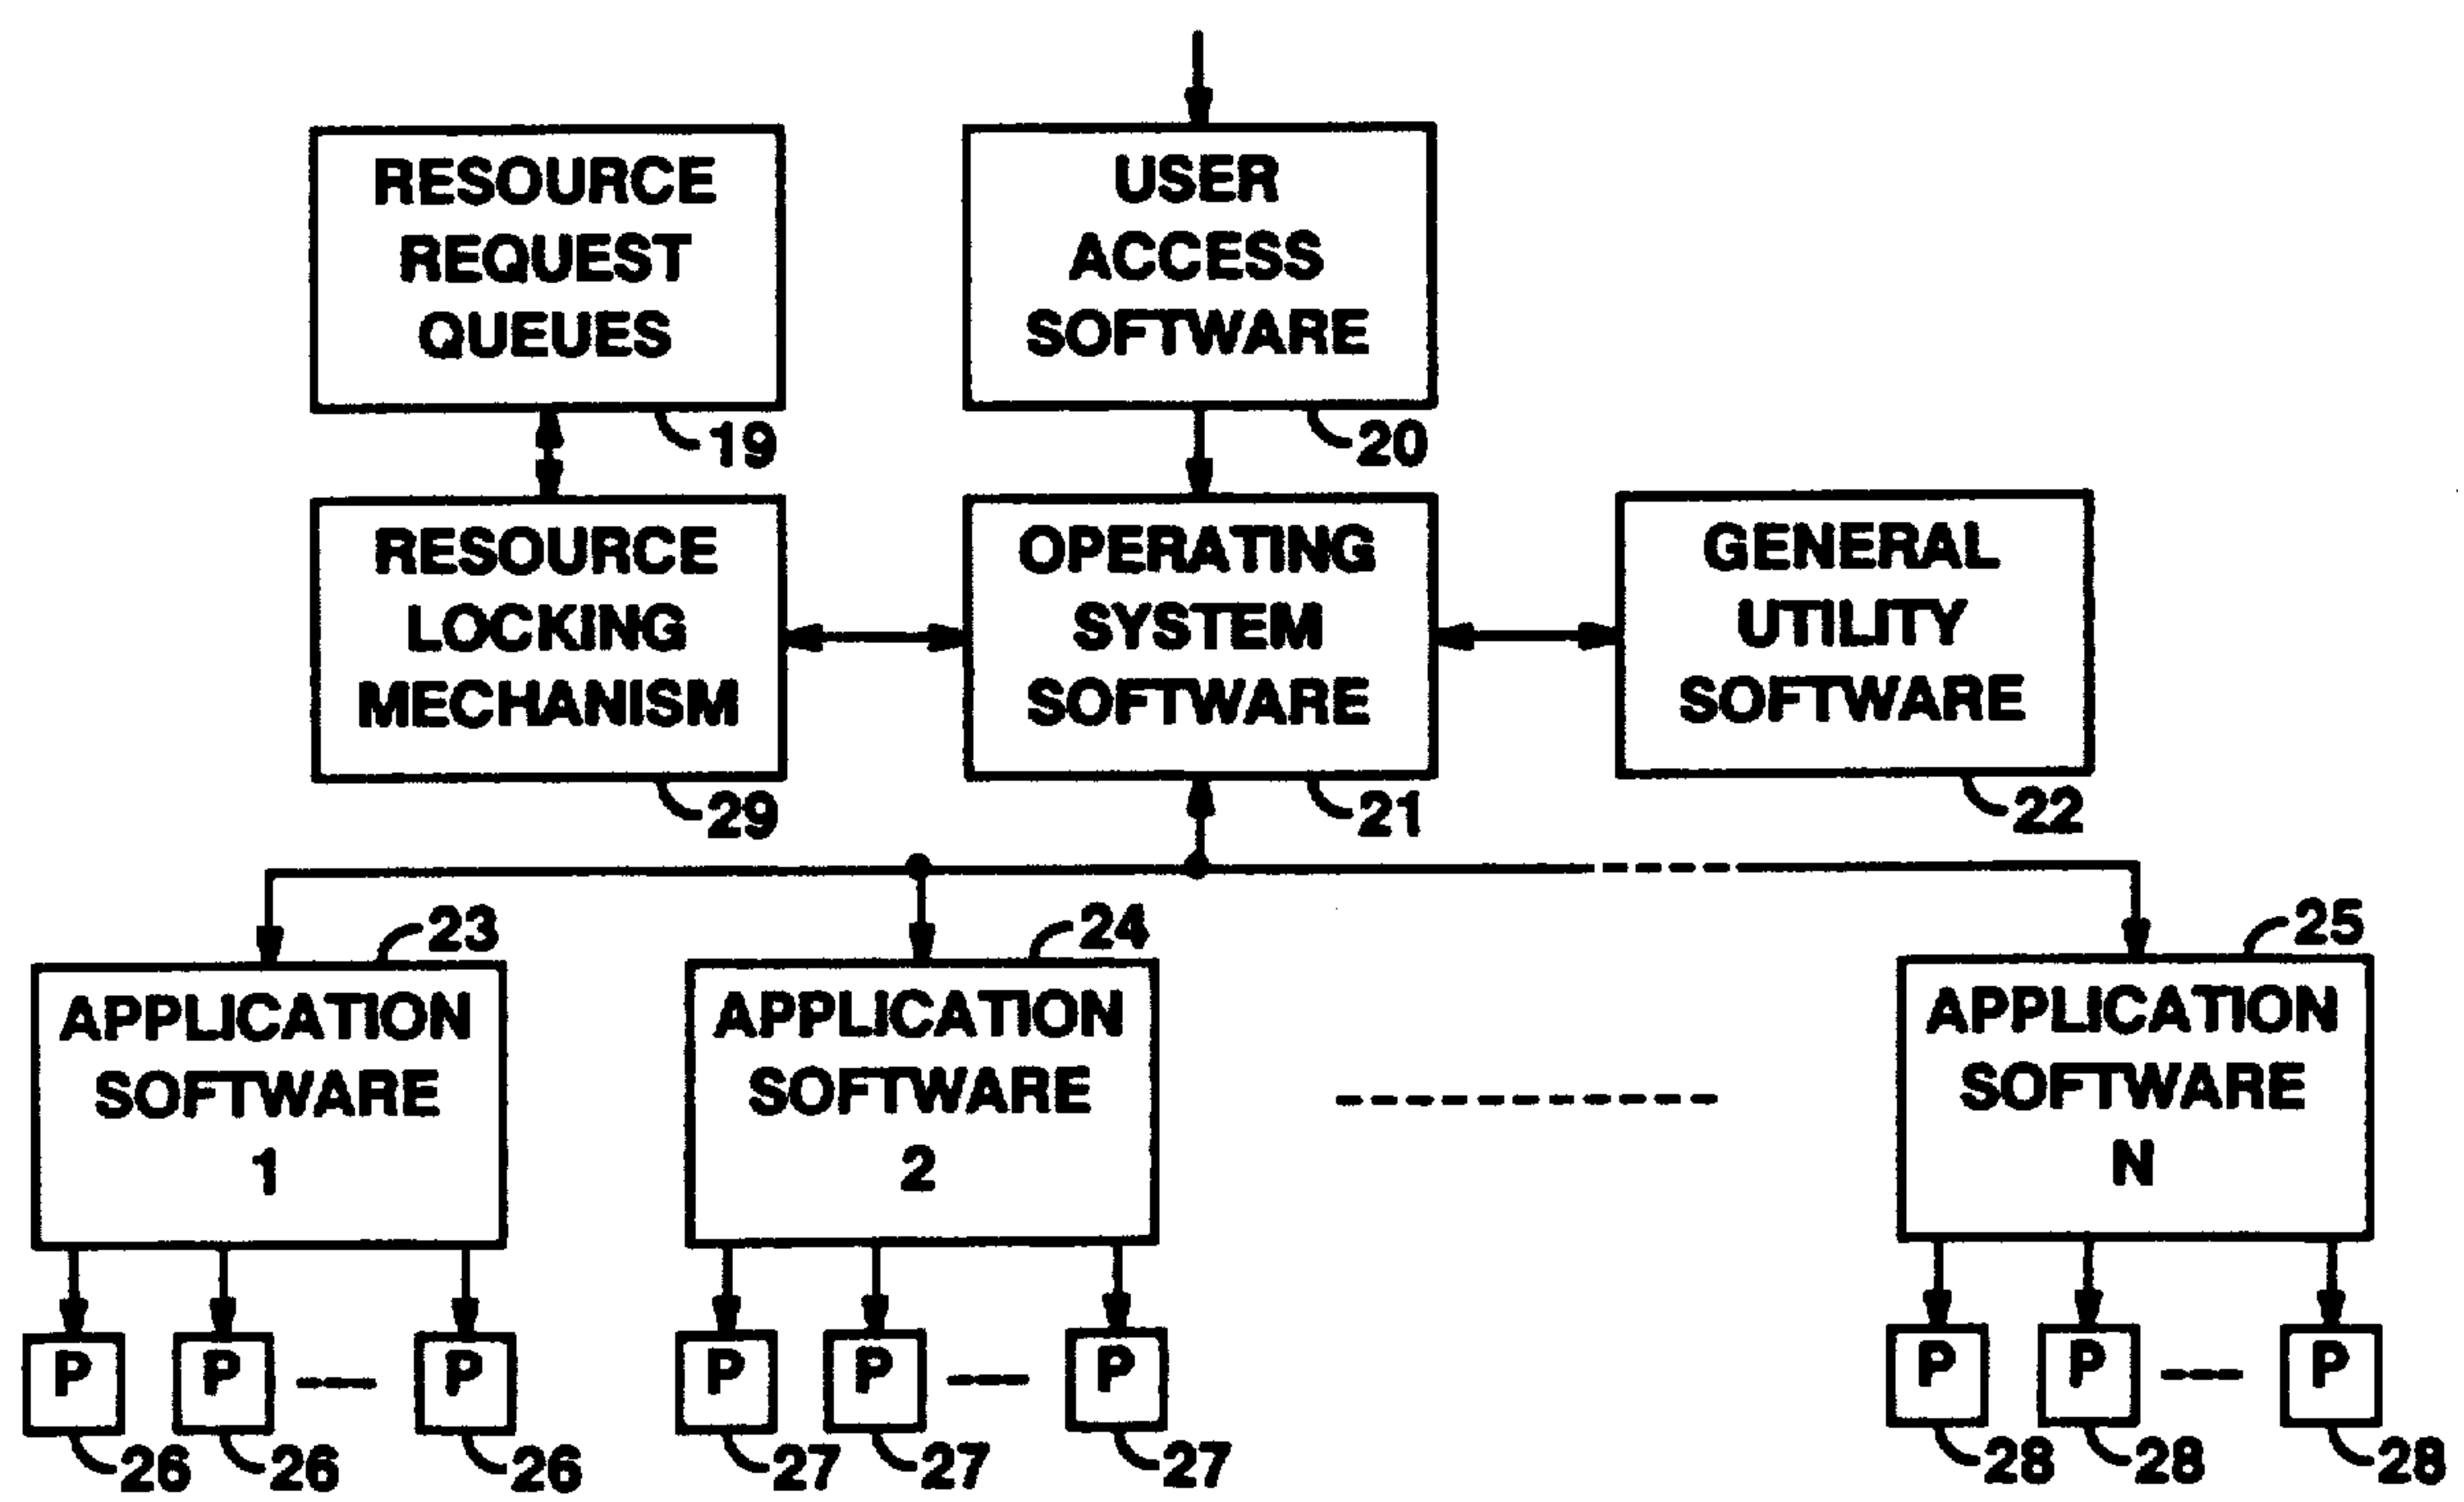 RESOURCE
REQUEST
QUEUES
19
USER
ACCESS
SOFTWARE
20
RESOURCE
LOCKING
MECHANISM
29
OPERATING
SYSTEM
SOFTWARE
21
GENERAL
UTILITY
SOFTWARE
22
23
APPLICATION
SOFTWARE
1
24
APPLICATION
SOFTWARE
2
25
APPLICATION
SOFTWARE
N
P
P
P
26
26
26
P
P
P
27
27
27
P
P
P
28
28
28